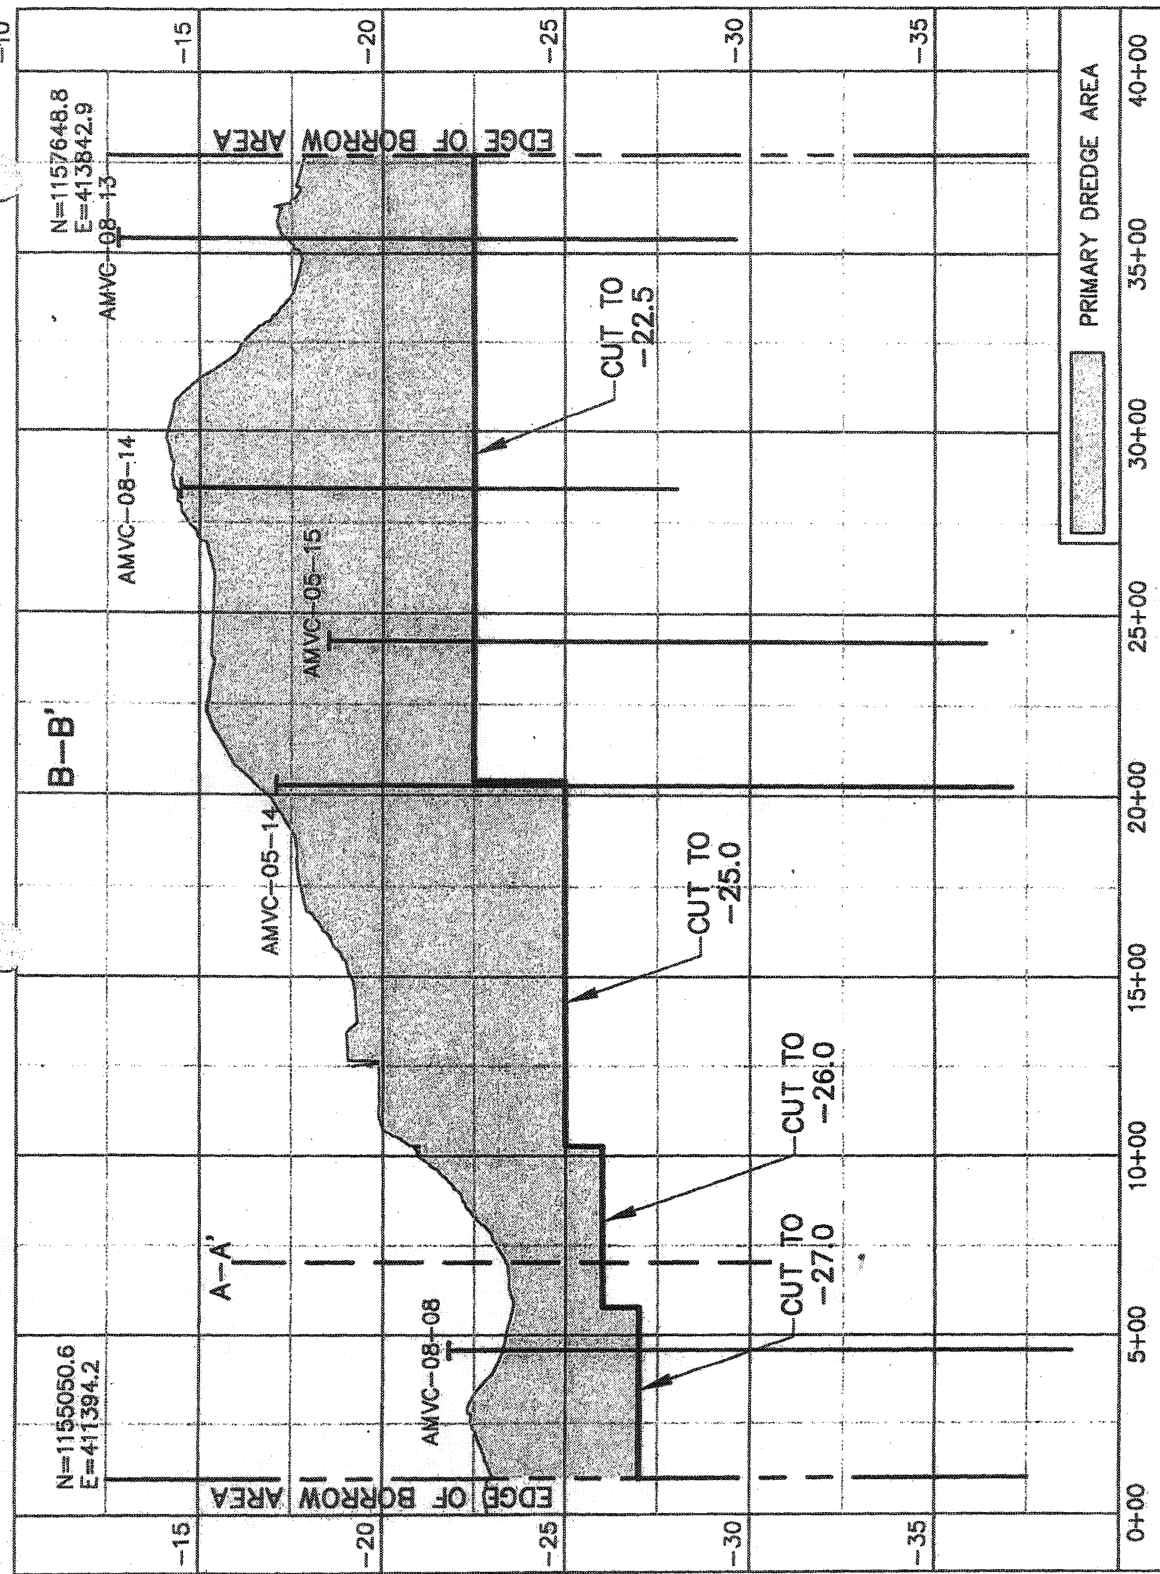 B-B'
N=1155050.6
E=411394.2
N=1157648.8
E=413842.9
-10
-15
-15
-20
-20
-25
-25
-30
-30
-35
-35
EDGE OF BORROW AREA
EDGE OF BORROW AREA
A-A'
AMVC-08-08
AMVC-05-14
AMVC-05-15
AMVC-08-14
AMVC-08-13
CUT TO
-27.0
CUT TO
-26.0
CUT TO
-25.0
CUT TO
-22.5
PRIMARY DREDGE AREA
0+00
5+00
10+00
15+00
20+00
25+00
30+00
35+00
40+00